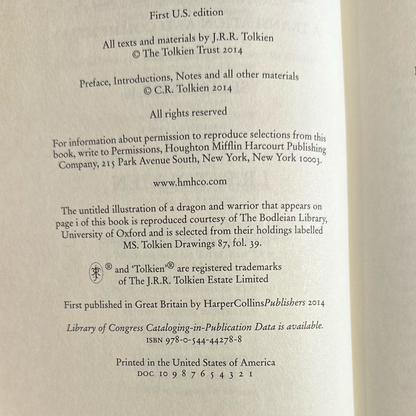 First U.S. edition
All texts and materials by J.R.R. Tolkien
© The Tolkien Trust 2014
Preface, Introductions, Notes and all other materials
© C.R. Tolkien 2014
All rights reserved
For information about permission to reproduce selections from this
book, write to Permissions, Houghton Mifflin Harcourt Publishing
Company, 215 Park Avenue South, New York, New York 10003.
www.hmhco.com
The untitled illustration of a dragon and warrior that appears on
page i of this book is reproduced courtesy of The Bodleian Library,
University of Oxford and is selected from their holdings labelled
MS. Tolkien Drawings 87, fol. 39.
® and ‘Tolkien’® are registered trademarks
of The J.R.R. Tolkien Estate Limited
First published in Great Britain by HarperCollinsPublishers 2014
Library of Congress Cataloging-in-Publication Data is available.
ISBN 978-0-544-44278-8
Printed in the United States of America
DOC 10 9 8 7 6 5 4 3 2 1